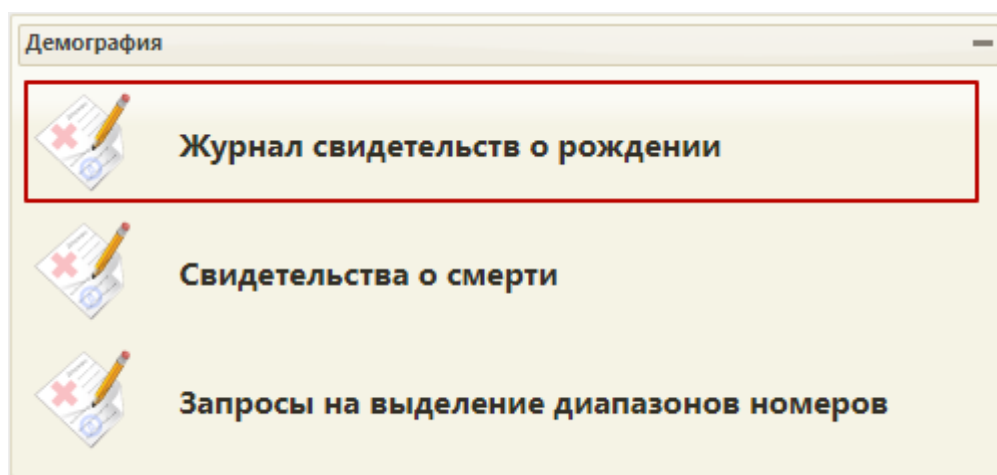 Демография
Журнал свидетельств о рождении
Свидетельства о смерти
Запросы на выделение диапазонов номеров